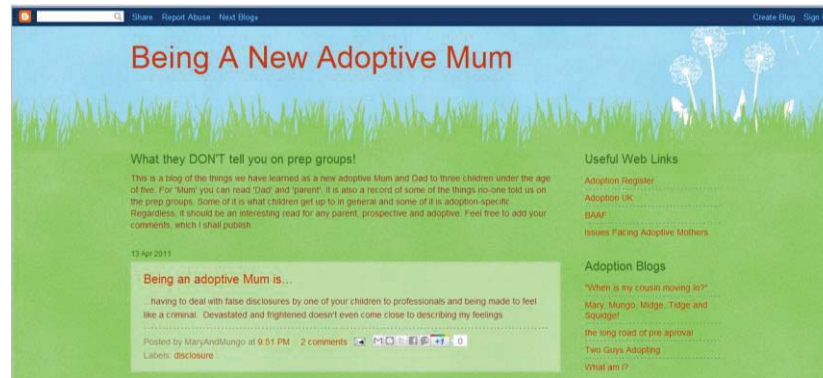 Share Report Abuse Next Blog»
Create Blog Sign
Being A New Adoptive Mum
What they DON'T tell you on prep groups!
This is a blog of the things we have learned as a new adoptive Mum and Dad to three children under the age
of five. For 'Mum' you can read 'Dad' and 'parent'. it is also a record of some of the things no-one told us on
the prep groups. Some of it is what children get up to in general and some of it is adoption-specific.
Regardless, it should be an interesting read for any parent, prospective and adoptive. Feel free to add your
comments, which I shall publish
13 Apr 2011
Being an adoptive Mum is...
...having to deal with false disclosures by one of your children to professionals and being made to feel
like a criminal. Devastated and frightened doesn't even come close to describing my feelings
Posted by MaryAndMungo at 9:51 PM 2 comments
+1 0
Labels: disclosure
Useful Web Links
Adoption Register
Adoption UK
BAAF
Issues Facing Adoptive Mothers
Adoption Blogs
"When is my cousin moving in?"
Mary, Mungo, Midge, Tidge and
Squidge!
the long road of pre aproval
Two Guys Adopting
What am I?